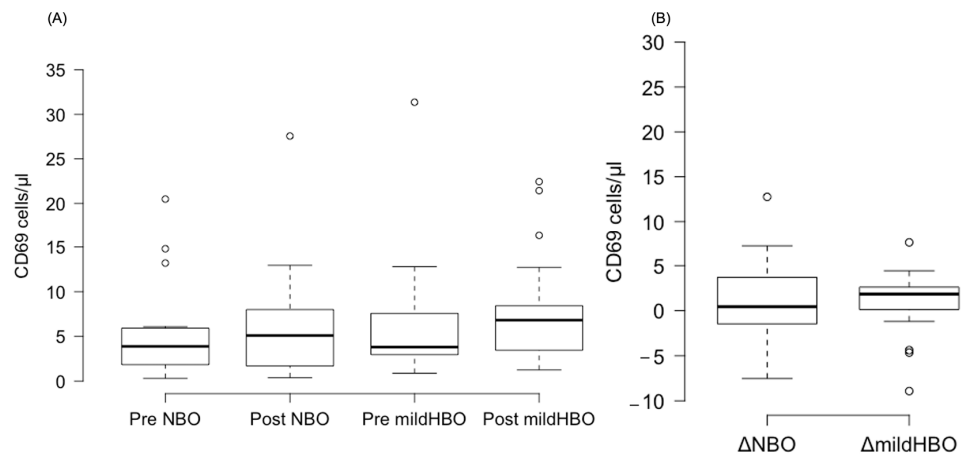 (A)
CD69 cells/µl
35
30
25
20
15
10
5
0
Pre NBO Post NBO Pre mildHBO Post mildHBO
(B)
CD69 cells/µl
30
25
20
15
10
5
0
−5
−10
ΔNBO ΔmildHBO